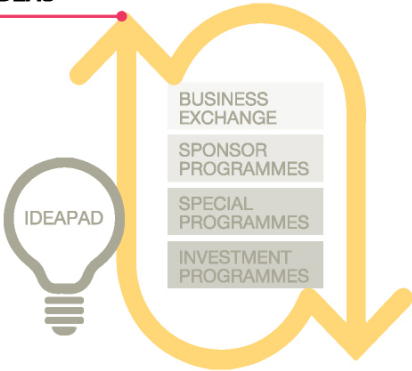 IDEAPAD
BUSINESS
EXCHANGE
SPONSOR
PROGRAMMES
SPECIAL
PROGRAMMES
INVESTMENT
PROGRAMMES